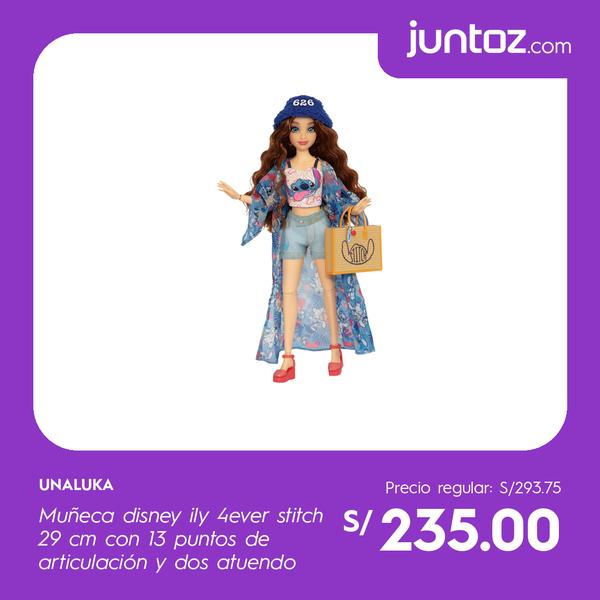 juntoz.com
626
UNALUKA
Muñeca disney ily 4ever stitch
29 cm con 13 puntos de
articulación y dos atuendo
Precio regular: S/293.75
S/235.00